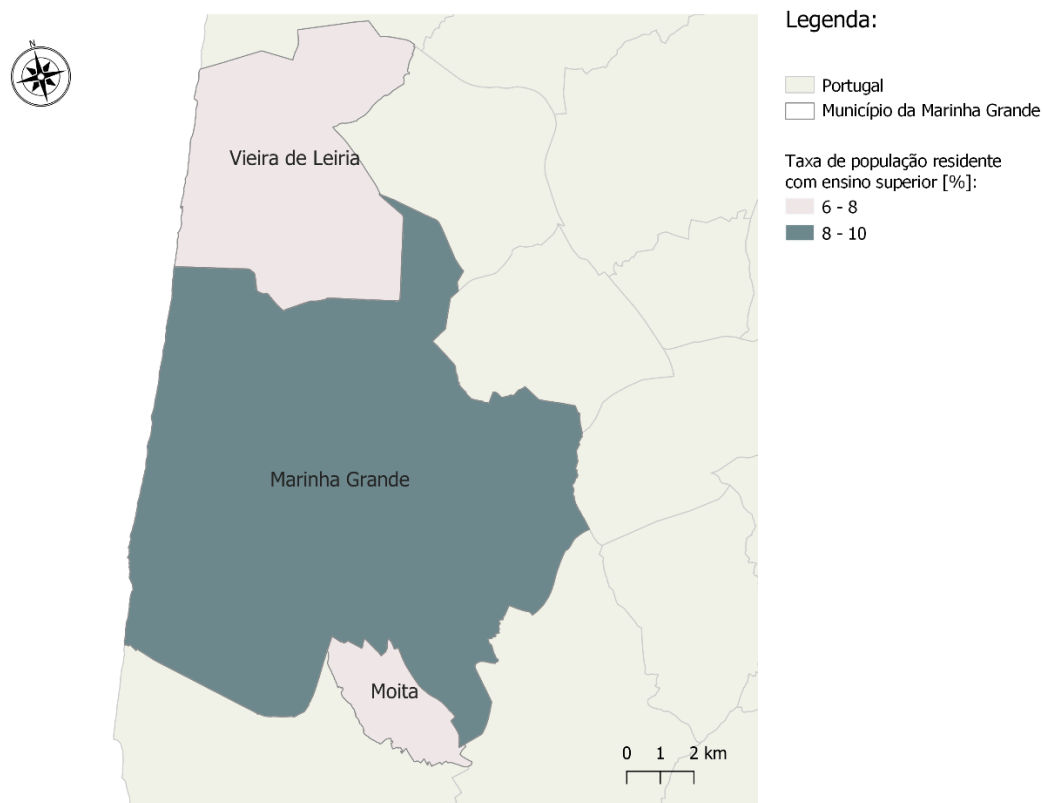 Legenda:
N
Portugal
Município da Marinha Grande
Vieira de Leiria
Taxa de população residente
com ensino superior [%]:
6 - 8
8 - 10
Marinha Grande
Moita
0 1 2 km